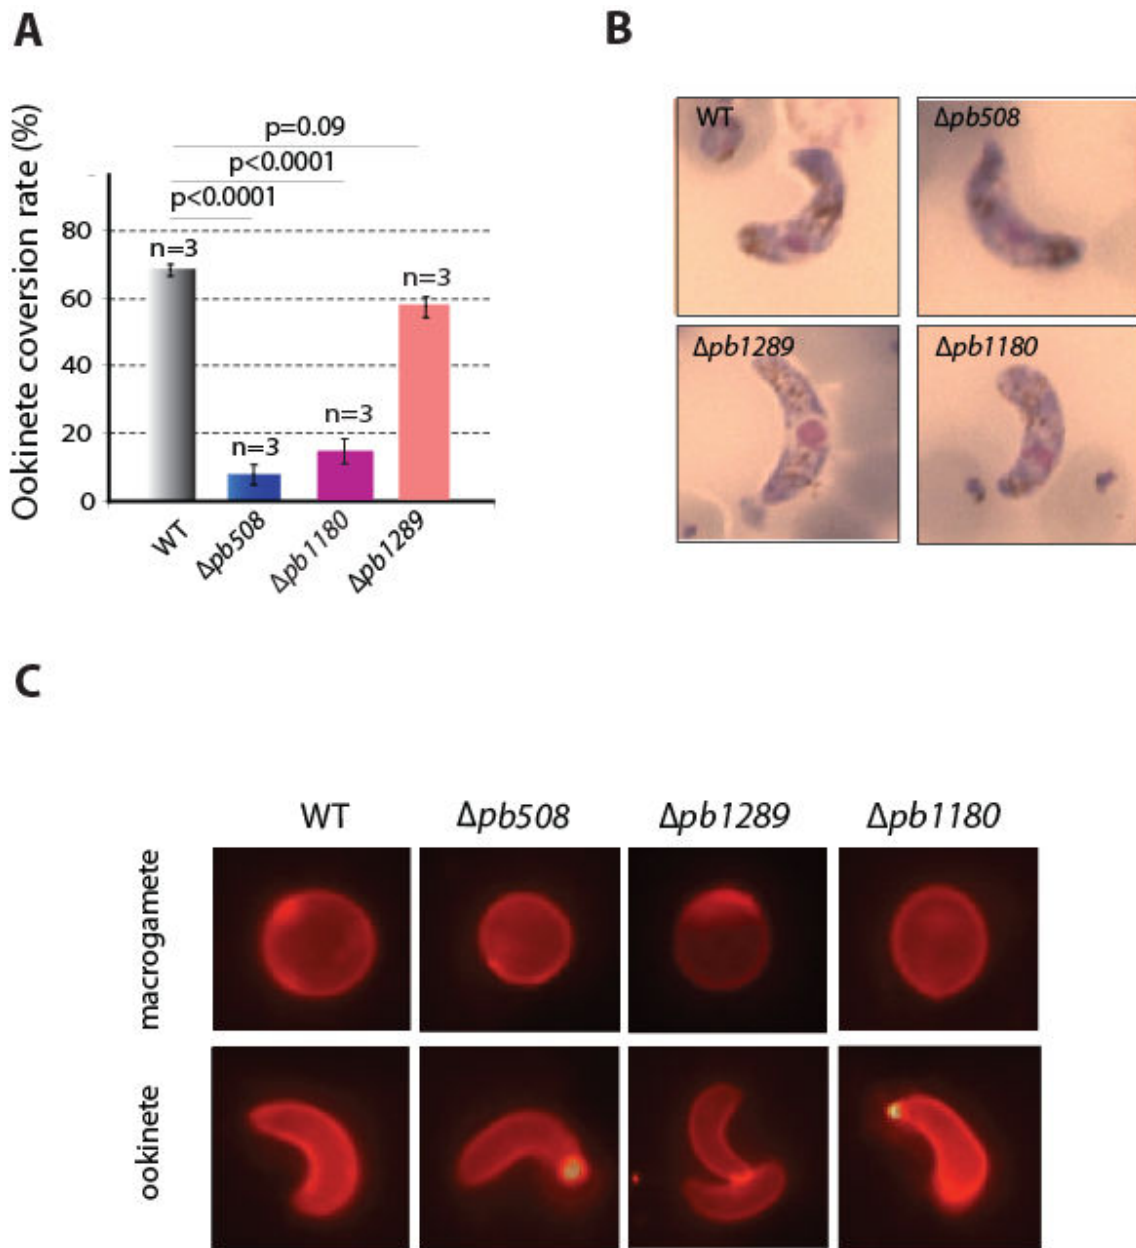 A
Ookinete coversion rate (%)
p=0.09
p<0.0001
p<0.0001
80
60
40
20
0
n=3
n=3
n=3
n=3
WT
Δpb508
Δpb1180
Δpb1289
B
WT
Δpb508
Δpb1289
Δpb1180
C
WT
Δpb508
Δpb1289
Δpb1180
macrogamete
ookinete